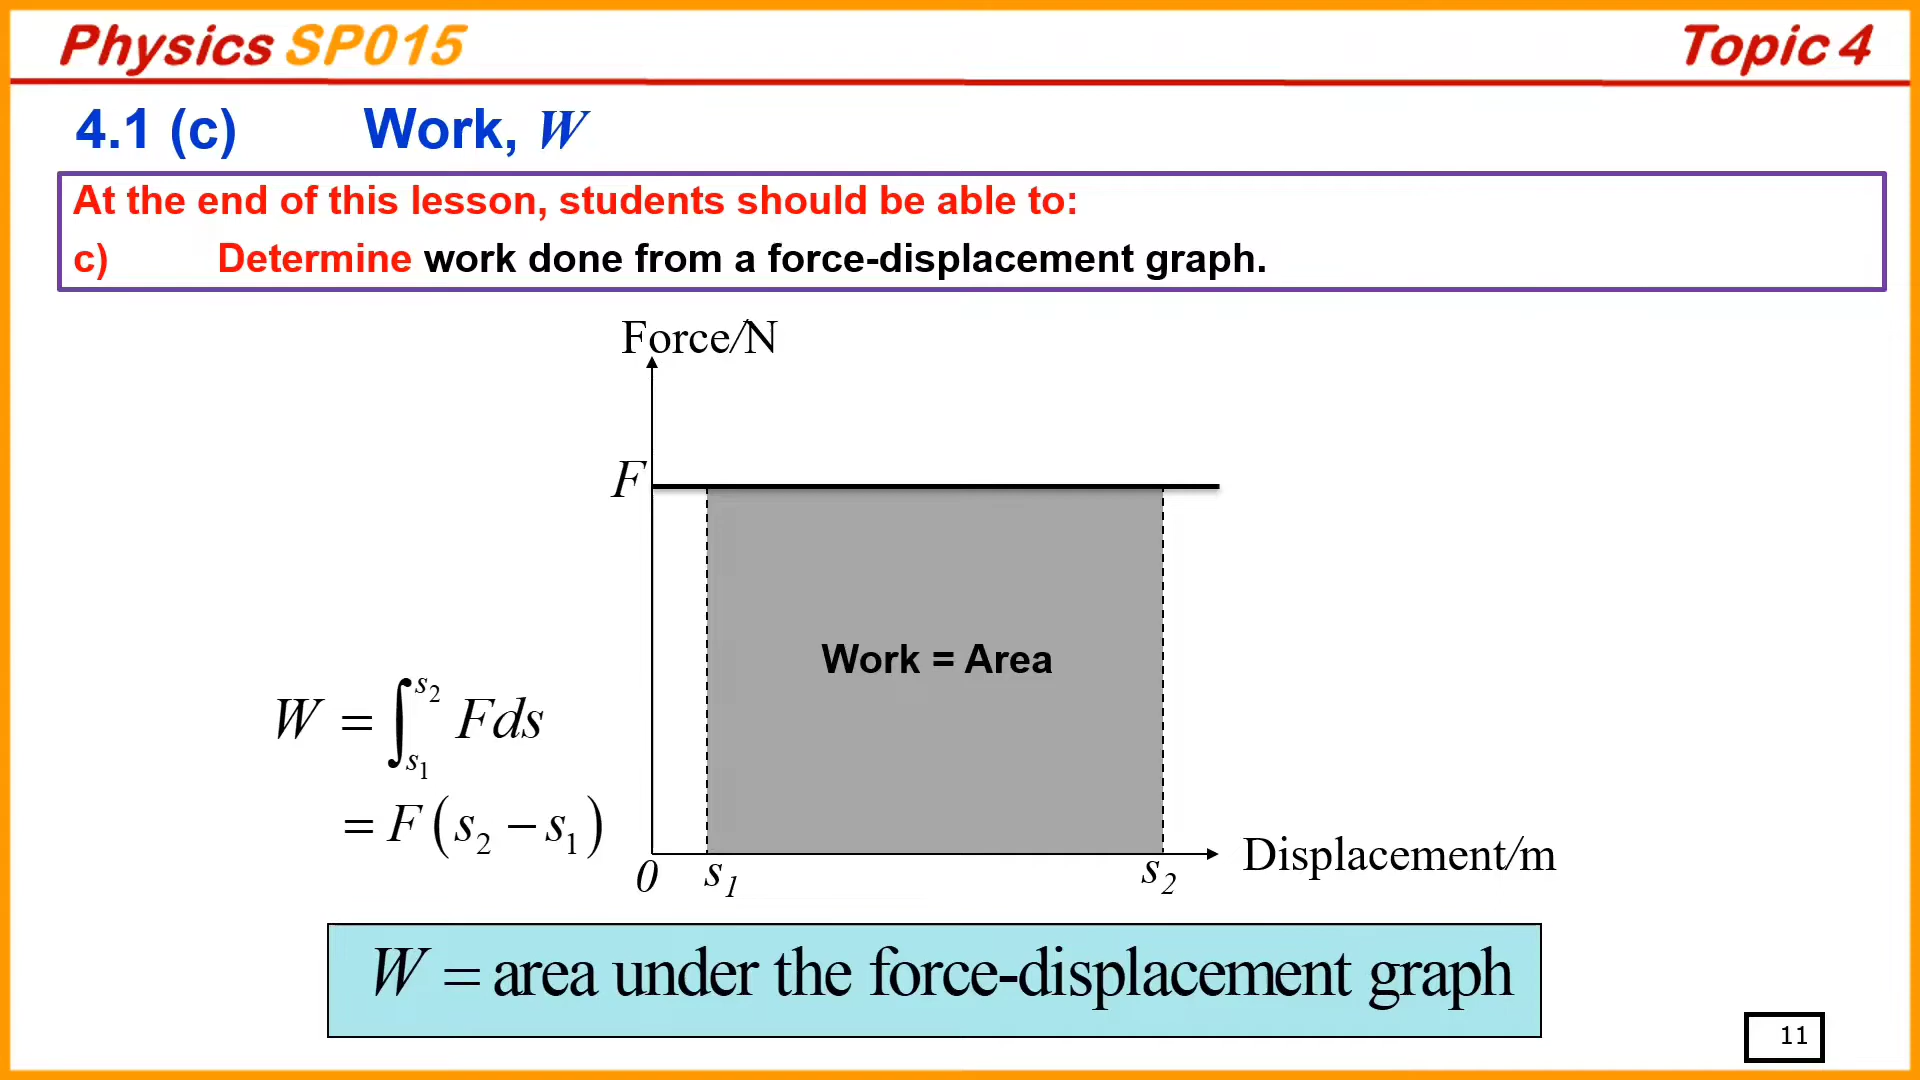 Physics SP015 Topic 4
4.1 (c) Work, W
At the end of this lesson, students should be able to:
c) Determine work done from a force-displacement graph.
Force/N
F
Work = Area
W = ∫_{s₁}^{s₂} Fds
= F(s₂ – s₁)
0 s₁ s₂ Displacement/m
W = area under the force-displacement graph
11